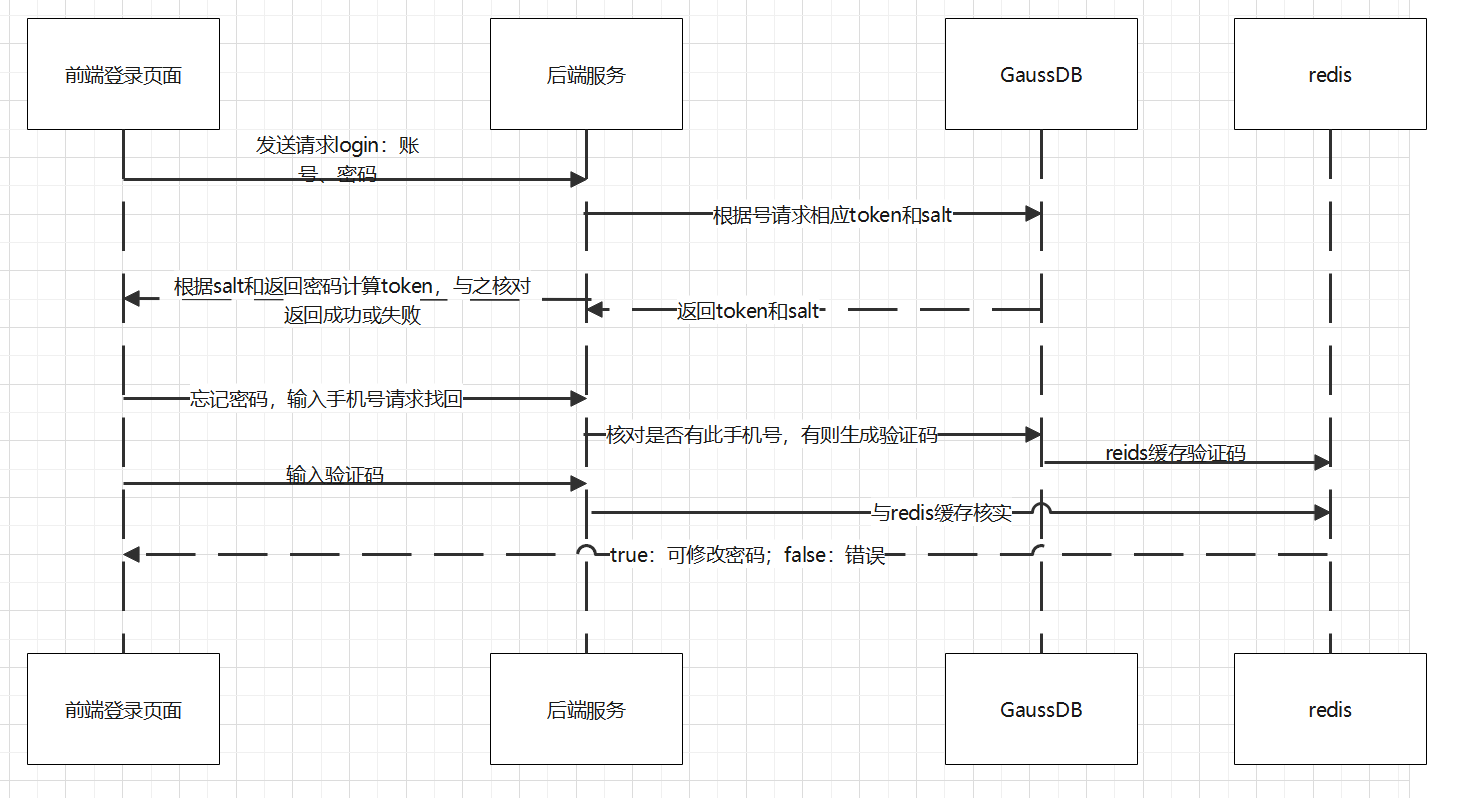 前端登录页面
后端服务
GaussDB
redis
发送请求login：账
号、密码
根据号请求相应token和salt
根据salt和返回密码计算token，与之核对
返回成功或失败
返回token和salt
忘记密码，输入手机号请求找回
核对是否有此手机号，有则生成验证码
reids缓存验证码
输入验证码
与redis缓存核实
true：可修改密码；false：错误
前端登录页面
后端服务
GaussDB
redis